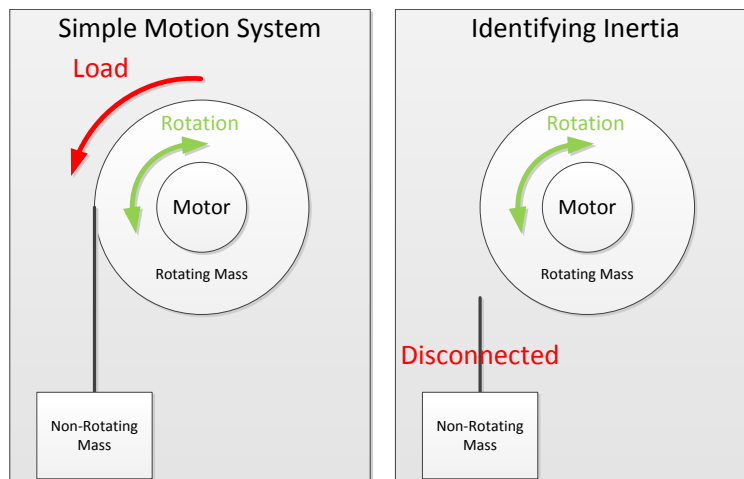 Simple Motion System
Load
Rotation
Motor
Rotating Mass
Non-Rotating
Mass
Identifying Inertia
Rotation
Motor
Rotating Mass
Disconnected
Non-Rotating
Mass